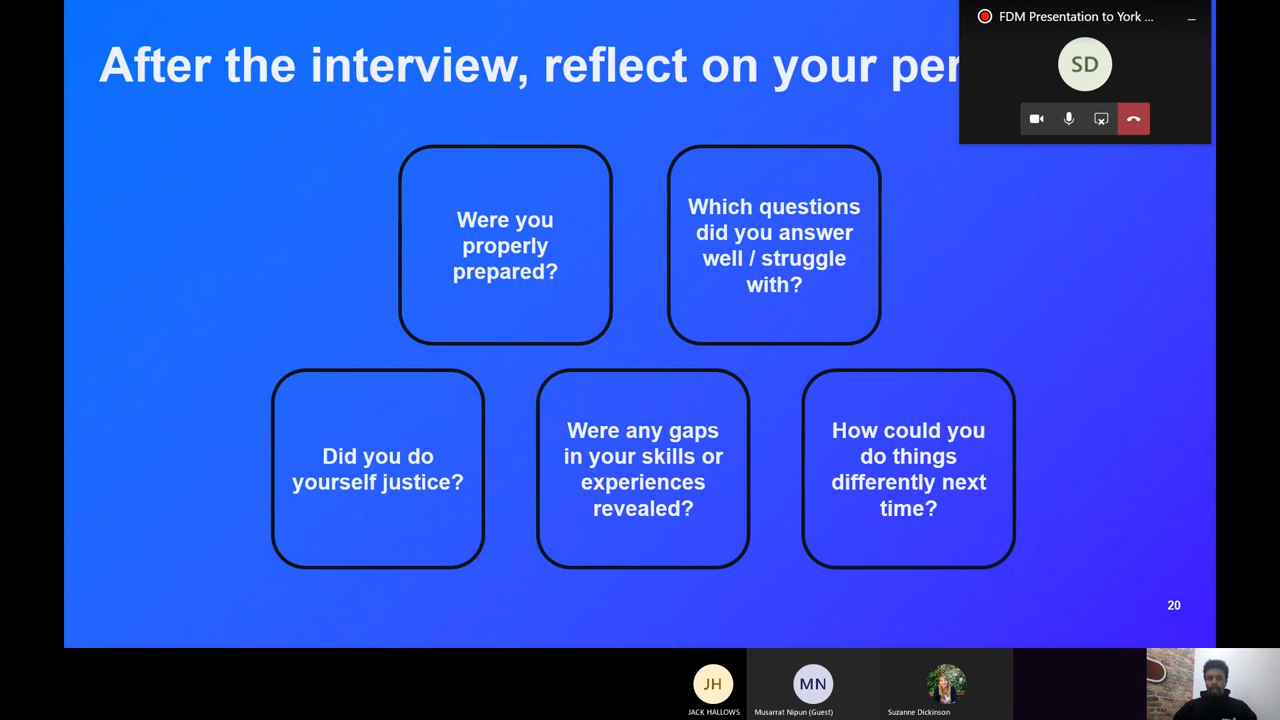 After the interview, reflect on your per
FDM Presentation to York ...
SD
Were you
properly
prepared?
Which questions
did you answer
well / struggle
with?
Did you do
yourself justice?
Were any gaps
in your skills or
experiences
revealed?
How could you
do things
differently next
time?
20
JH
JACK HALLOWS
MN
Musarrat Nipun (Guest)
Suzanne Dickinson